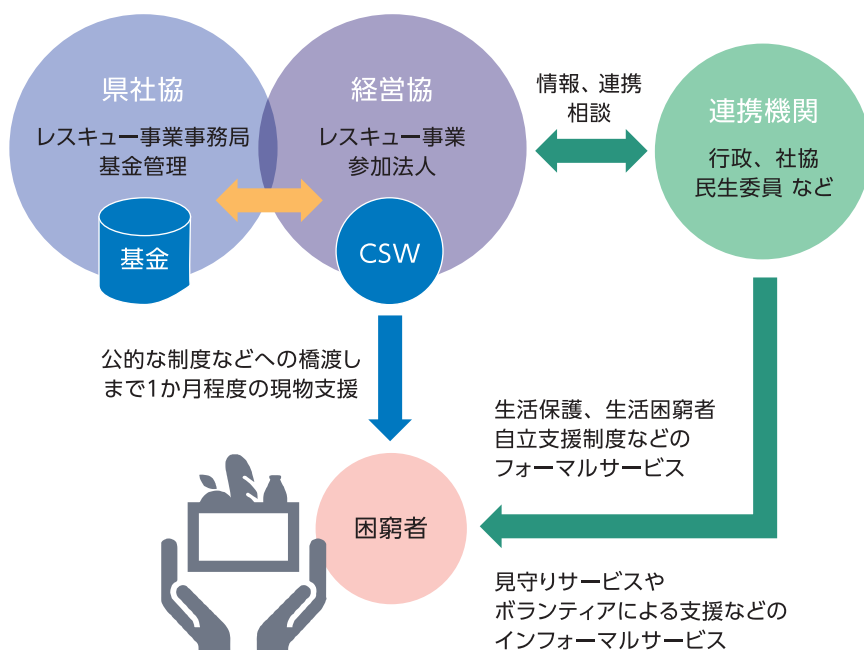 県社協
レスキュー事業事務局
基金管理
基金
経営協
レスキュー事業
参加法人
CSW
情報、連携
相談
連携機関
行政、社協
民生委員 など
公的な制度などへの橋渡し
まで1か月程度の現物支援
生活保護、生活困窮者
自立支援制度などの
フォーマルサービス
困窮者
見守りサービスや
ボランティアによる支援などの
インフォーマルサービス